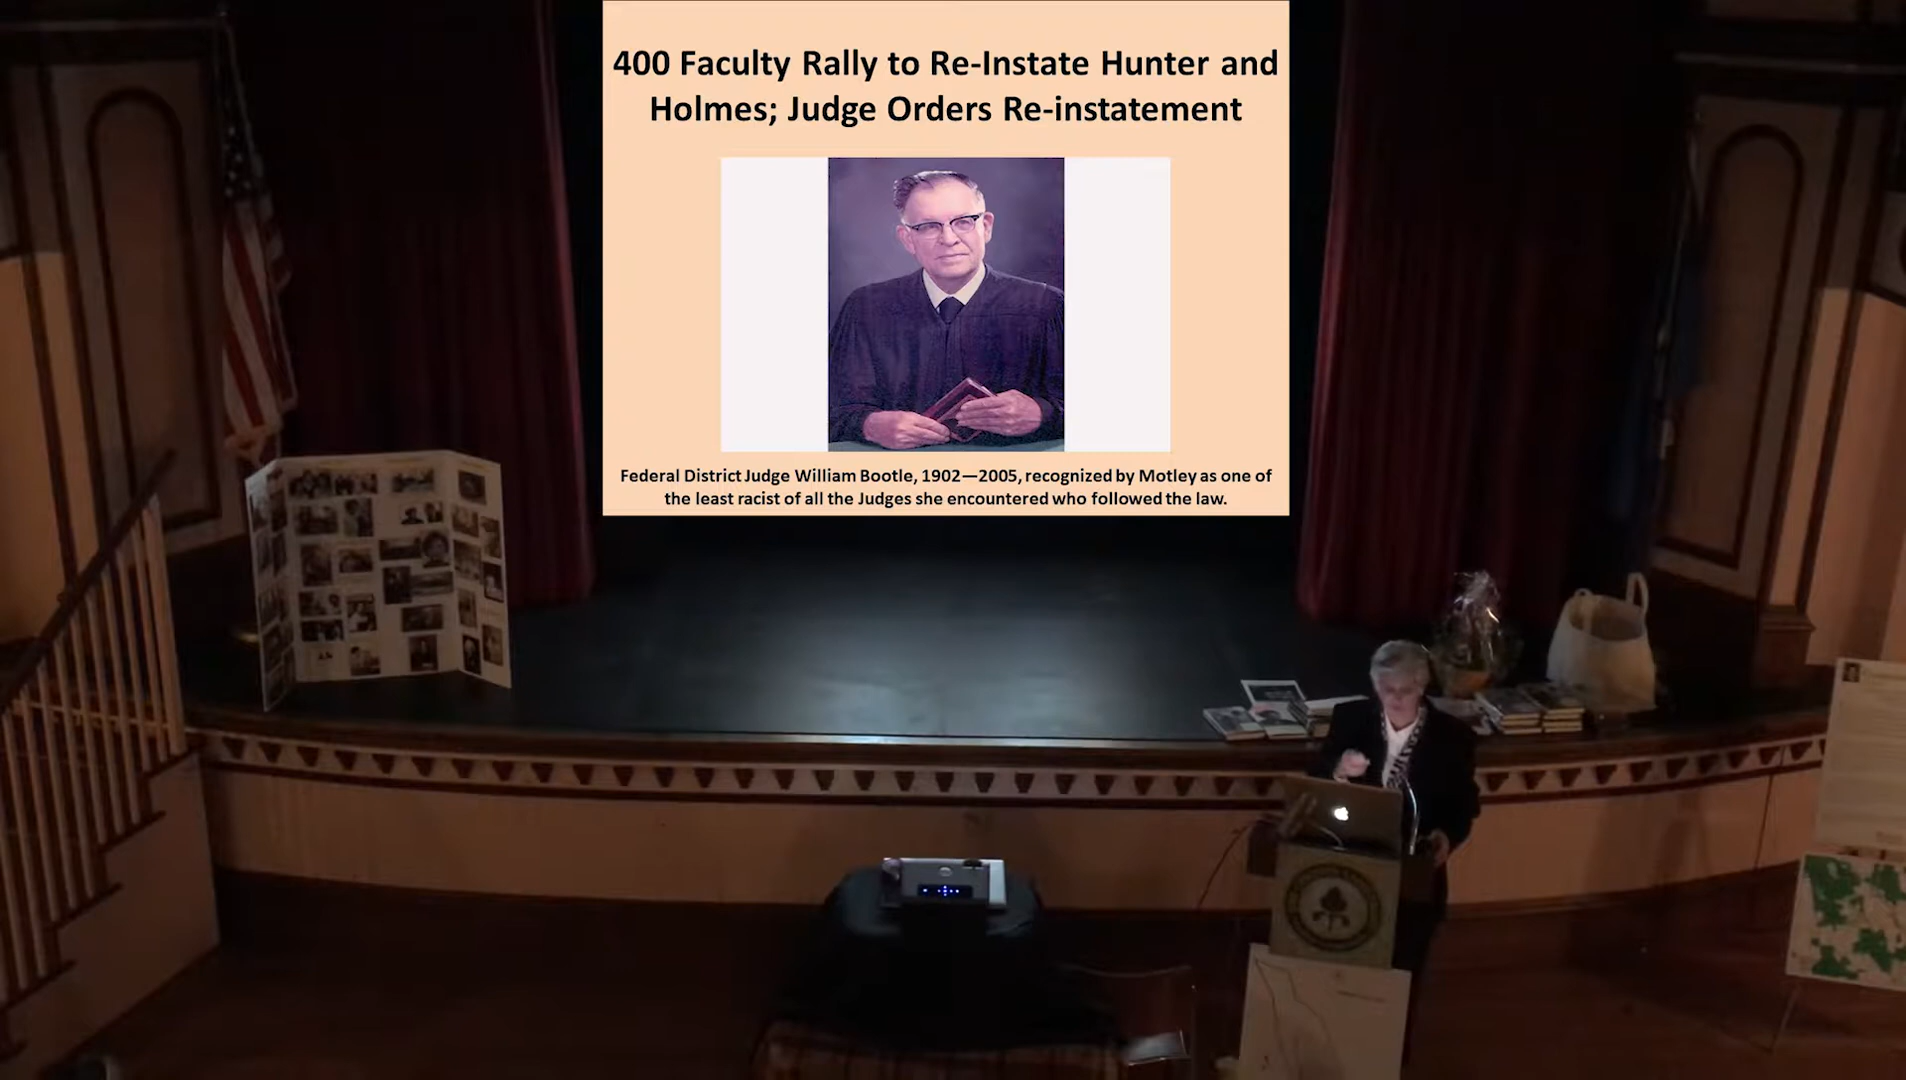 400 Faculty Rally to Re-Instate Hunter and
Holmes; Judge Orders Re-instatement
Federal District Judge William Bootle, 1902—2005, recognized by Motley as one of
the least racist of all the Judges she encountered who followed the law.